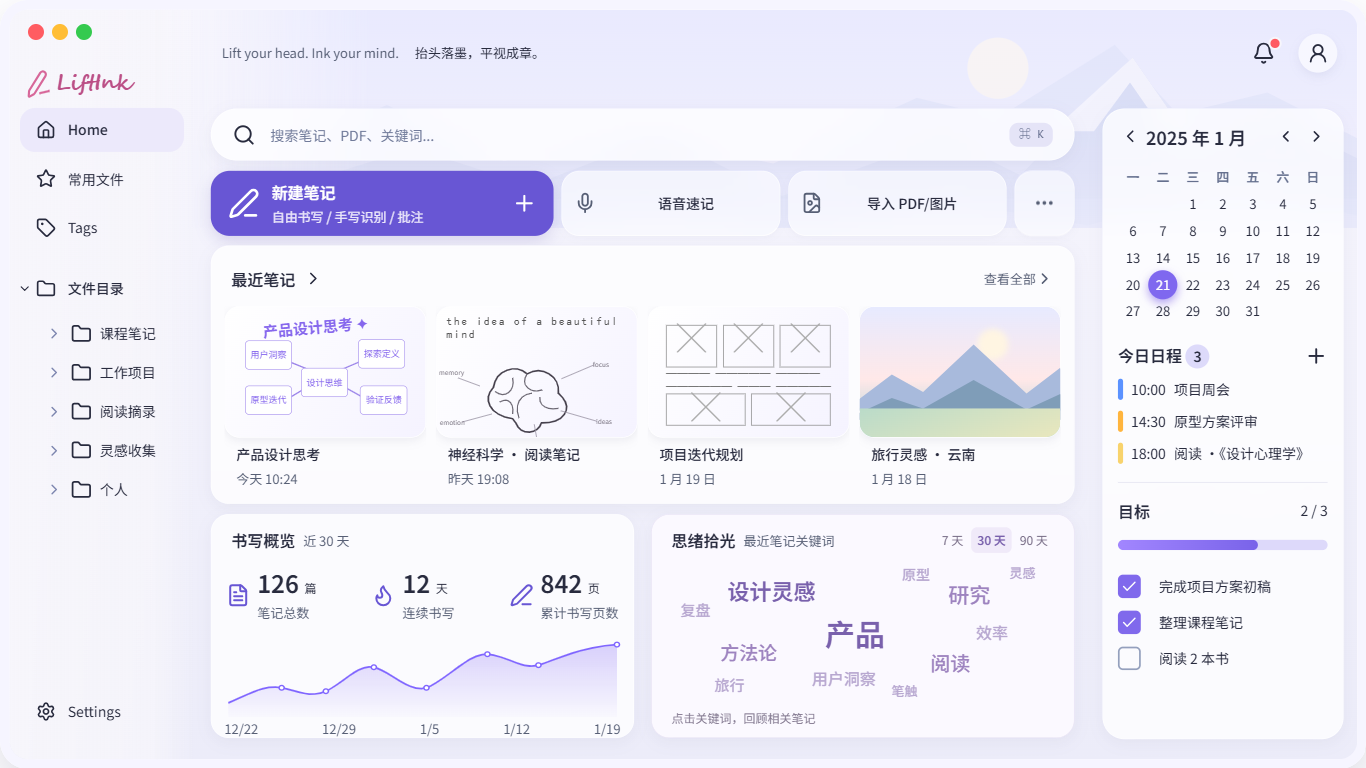 Lift your head. Ink your mind. 抬头落墨，平视成章。
LiftInk
Home
常用文件
Tags
文件目录
课程笔记
工作项目
阅读摘录
灵感收集
个人
Settings
搜索笔记、PDF、关键词...
⌘ K
新建笔记
自由书写 / 手写识别 / 批注
语音速记
导入 PDF/图片
最近笔记
查看全部
产品设计思考 ✦
用户洞察
探索定义
设计思维
原型迭代
验证反馈
产品设计思考
今天 10:24
the idea of a beautiful
mind
memory
focus
emotion
ideas
神经科学 · 阅读笔记
昨天 19:08
项目迭代规划
1 月 19 日
旅行灵感 · 云南
1 月 18 日
书写概览 近 30 天
126 篇
笔记总数
12 天
连续书写
842 页
累计书写页数
12/22 12/29 1/5 1/12 1/19
思绪拾光 最近笔记关键词
7 天 30 天 90 天
原型
灵感
设计灵感
研究
复盘
产品
效率
方法论
阅读
用户洞察
旅行
笔触
点击关键词，回顾相关笔记
2025 年 1 月
一 二 三 四 五 六 日
1 2 3 4 5
6 7 8 9 10 11 12
13 14 15 16 17 18 19
20 21 22 23 24 25 26
27 28 29 30 31
今日日程 3
10:00 项目周会
14:30 原型方案评审
18:00 阅读 ·《设计心理学》
目标 2 / 3
完成项目方案初稿
整理课程笔记
阅读 2 本书